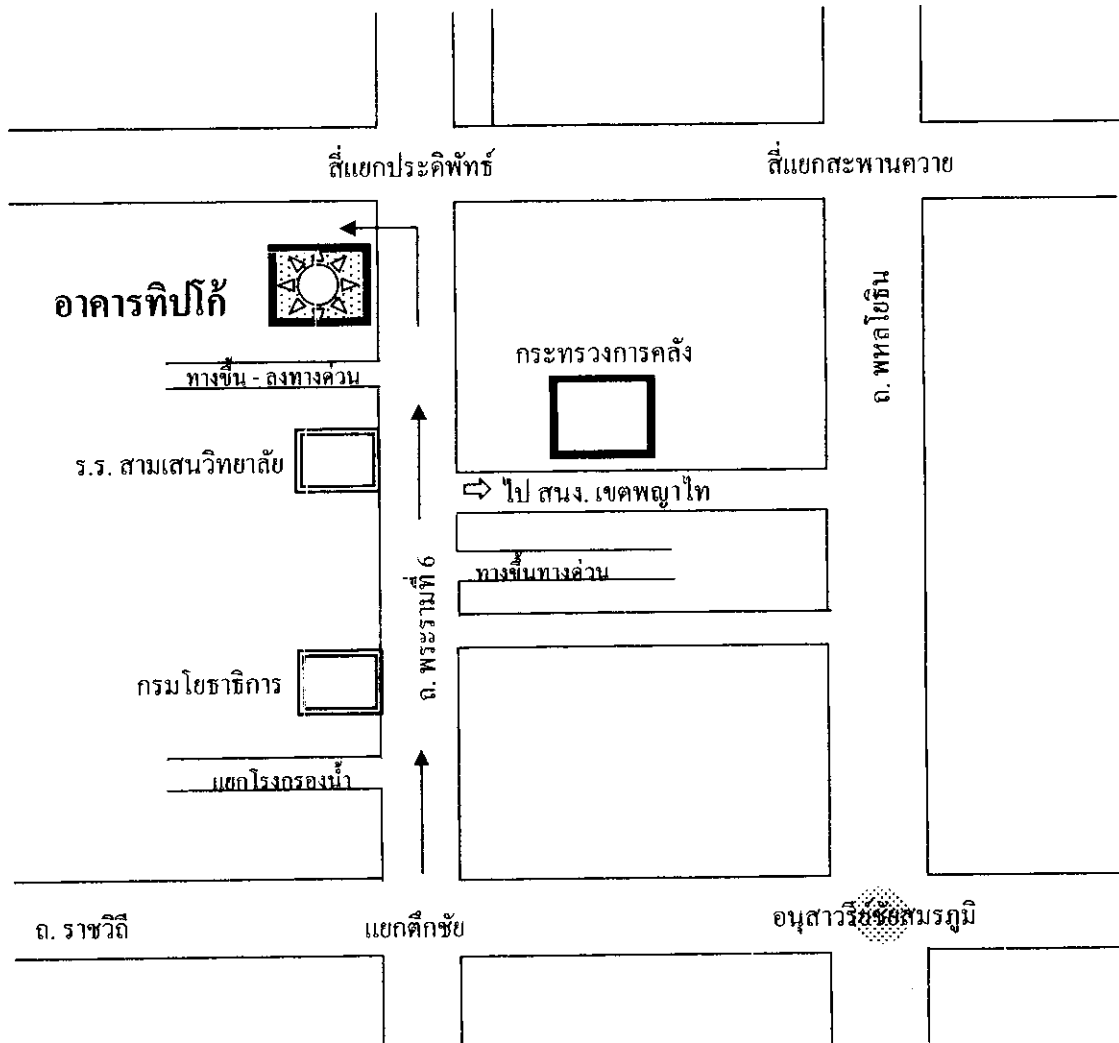 สี่แยกประดิพัทธ์
สี่แยกสะพานควาย
อาคารทิปโก้
ถ. พหลโยธิน
กระทรวงการคลัง
ทางขึ้น - ลงทางด่วน
ร.ร. สามเสนวิทยาลัย
ไป สนง. เขตพญาไท
ทางขึ้นทางด่วน
ถ. พระรามที่ 6
กรมโยธาธิการ
แยกโรงกรองน้ำ
ถ. ราชวิถี
แยกตึกชัย
อนุสาวรีย์ชัยสมรภูมิ